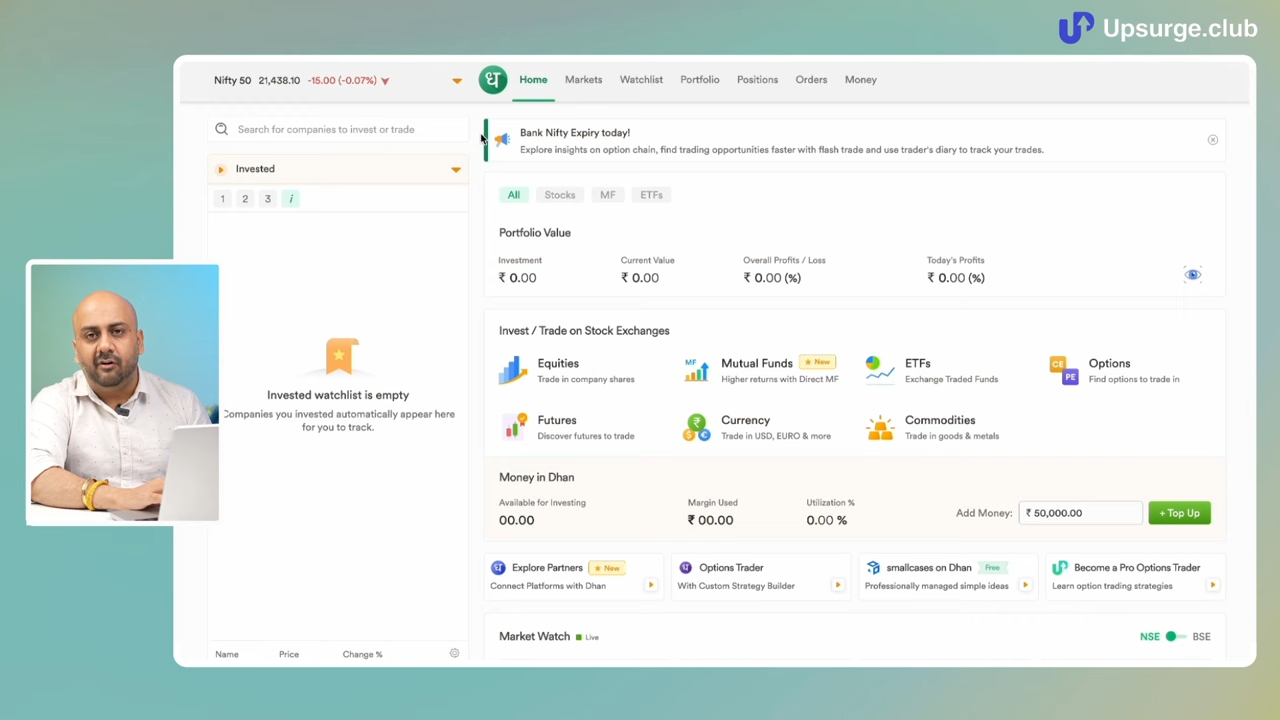 Upsurge.club
Nifty 50 21,438.10 -15.00 (-0.07%)
ध Home Markets Watchlist Portfolio Positions Orders Money
Search for companies to invest or trade
Invested
1 2 3 i
Invested watchlist is empty
Companies you invested automatically appear here
for you to track.
Name Price Change %
Bank Nifty Expiry today!
Explore insights on option chain, find trading opportunities faster with flash trade and use trader's diary to track your trades.
All Stocks MF ETFs
Portfolio Value
Investment Current Value Overall Profits / Loss Today's Profits
₹ 0.00 ₹ 0.00 ₹ 0.00 (%) ₹ 0.00 (%)
Invest / Trade on Stock Exchanges
Equities
Trade in company shares
MF
Mutual Funds New
Higher returns with Direct MF
ETFs
Exchange Traded Funds
CE
PE
Options
Find options to trade in
Futures
Discover futures to trade
Currency
Trade in USD, EURO & more
Commodities
Trade in goods & metals
Money in Dhan
Available for Investing Margin Used Utilization %
00.00 ₹ 00.00 0.00 %
Add Money: ₹ 50,000.00 + Top Up
Explore Partners New
Connect Platforms with Dhan
Options Trader
With Custom Strategy Builder
smallcases on Dhan Free
Professionally managed simple ideas
Become a Pro Options Trader
Learn option trading strategies
Market Watch Live
NSE BSE